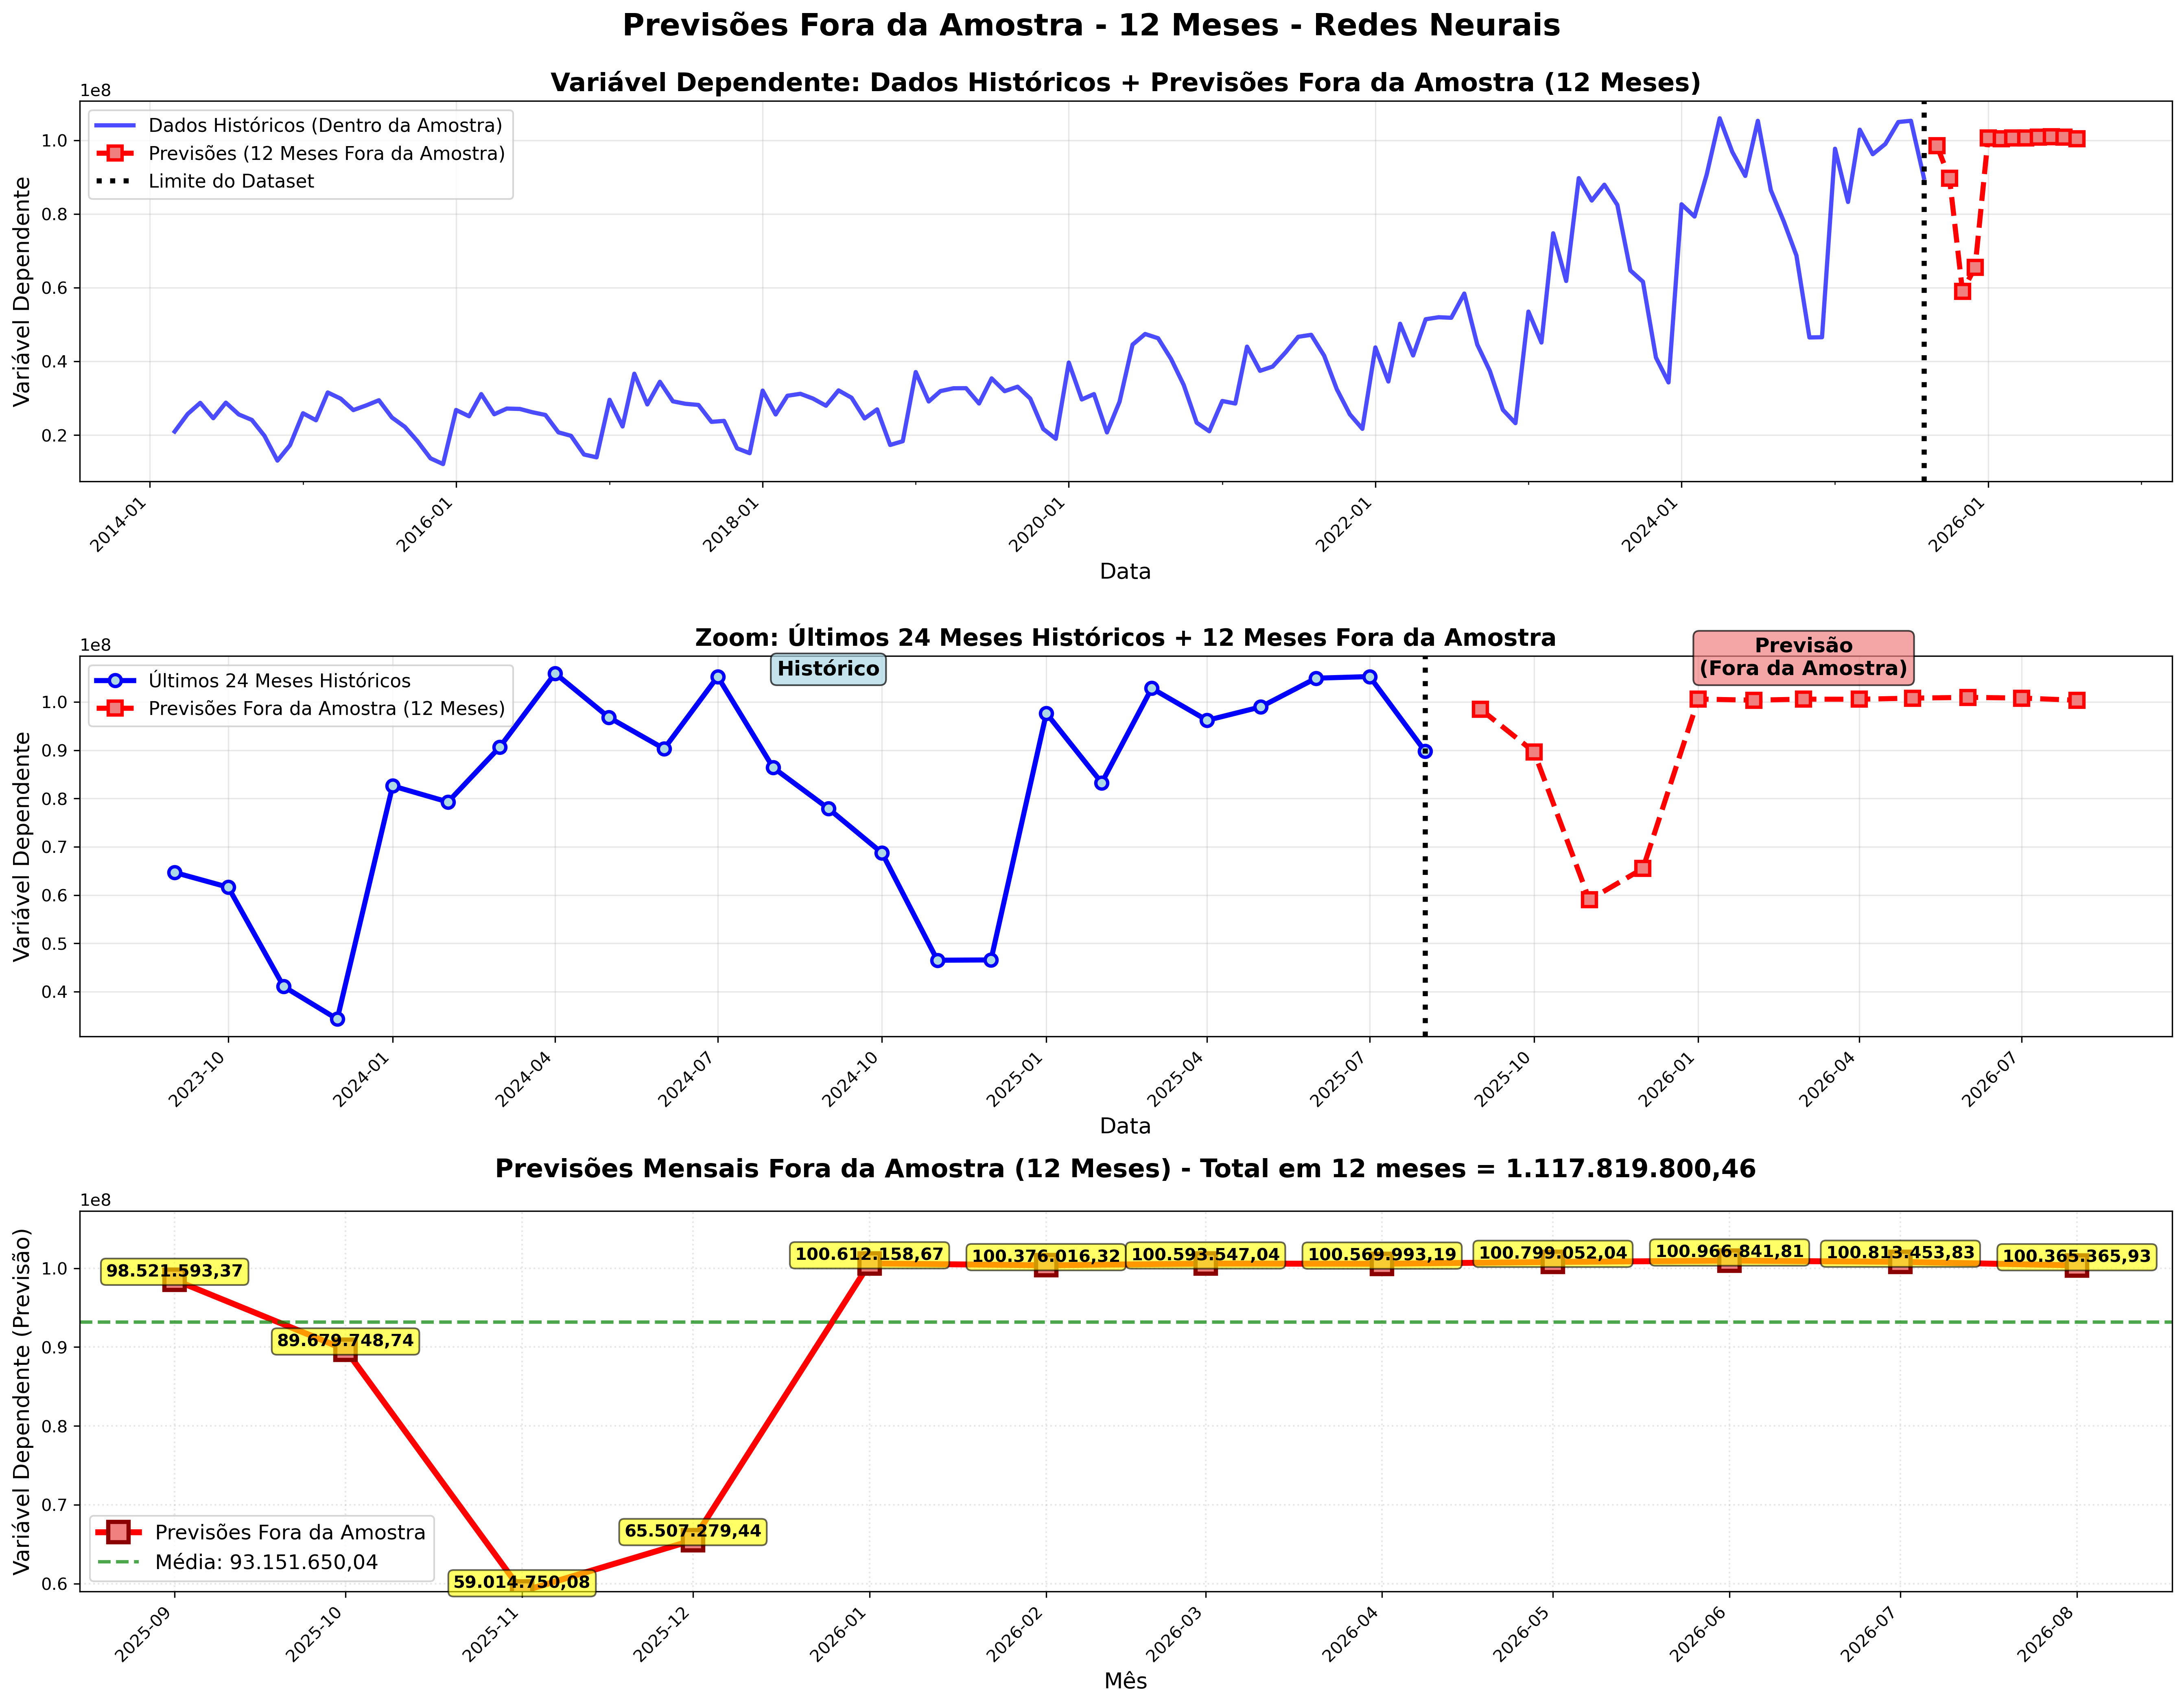 Previsões Fora da Amostra - 12 Meses - Redes Neurais
Variável Dependente: Dados Históricos + Previsões Fora da Amostra (12 Meses)
1e8
Dados Históricos (Dentro da Amostra)
Previsões (12 Meses Fora da Amostra)
Limite do Dataset
Variável Dependente
1.0
0.8
0.6
0.4
0.2
2014-01
2016-01
2018-01
2020-01
2022-01
2024-01
2026-01
Data
Zoom: Últimos 24 Meses Históricos + 12 Meses Fora da Amostra
1e8
Últimos 24 Meses Históricos
Previsões Fora da Amostra (12 Meses)
Histórico
Previsão
(Fora da Amostra)
Variável Dependente
1.0
0.9
0.8
0.7
0.6
0.5
0.4
2023-10
2024-01
2024-04
2024-07
2024-10
2025-01
2025-04
2025-07
2025-10
2026-01
2026-04
2026-07
Data
Previsões Mensais Fora da Amostra (12 Meses) - Total em 12 meses = 1.117.819.800,46
1e8
Variável Dependente (Previsão)
1.0
0.9
0.8
0.7
0.6
98.521.593,37
89.679.748,74
59.014.750,08
65.507.279,44
100.612.158,67
100.376.016,32
100.593.547,04
100.569.993,19
100.799.052,04
100.966.841,81
100.813.453,83
100.365.365,93
Previsões Fora da Amostra
Média: 93.151.650,04
2025-09
2025-10
2025-11
2025-12
2026-01
2026-02
2026-03
2026-04
2026-05
2026-06
2026-07
2026-08
Mês